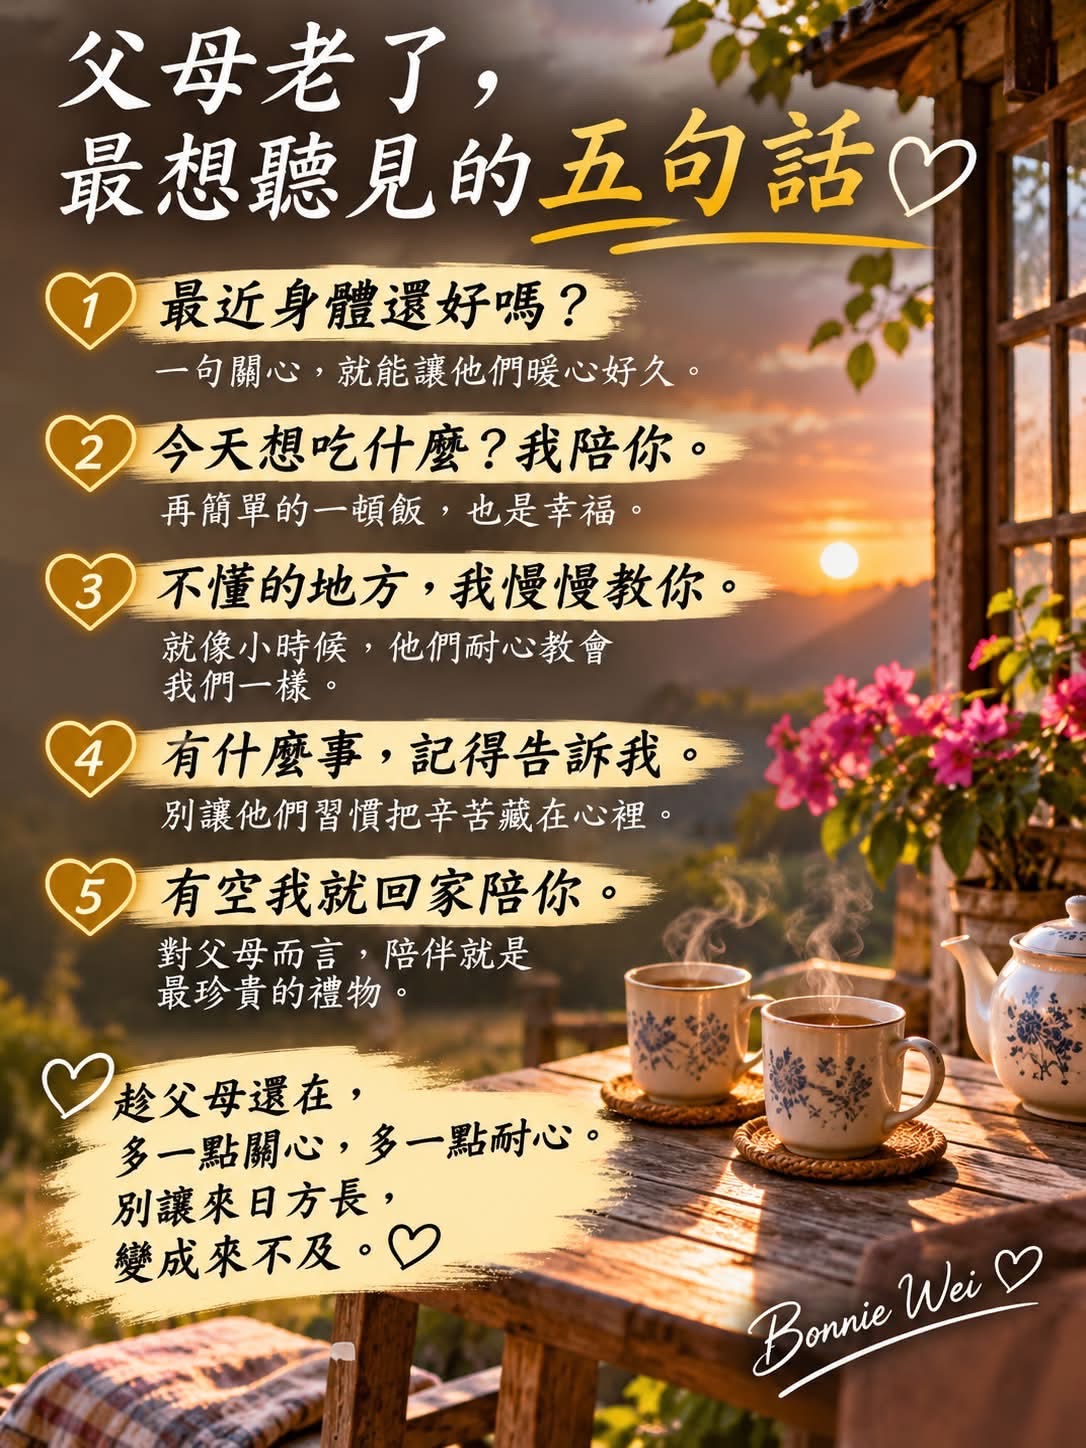 父母老了，
最想聽見的五句話
1 最近身體還好嗎？
一句關心，就能讓他們暖心好久。
2 今天想吃什麼？我陪你。
再簡單的一頓飯，也是幸福。
3 不懂的地方，我慢慢教你。
就像小時候，他們耐心教會
我們一樣。
4 有什麼事，記得告訴我。
別讓他們習慣把辛苦藏在心裡。
5 有空我就回家陪你。
對父母而言，陪伴就是
最珍貴的禮物。
趁父母還在，
多一點關心，多一點耐心。
別讓來日方長，
變成來不及。
Bonnie Wei